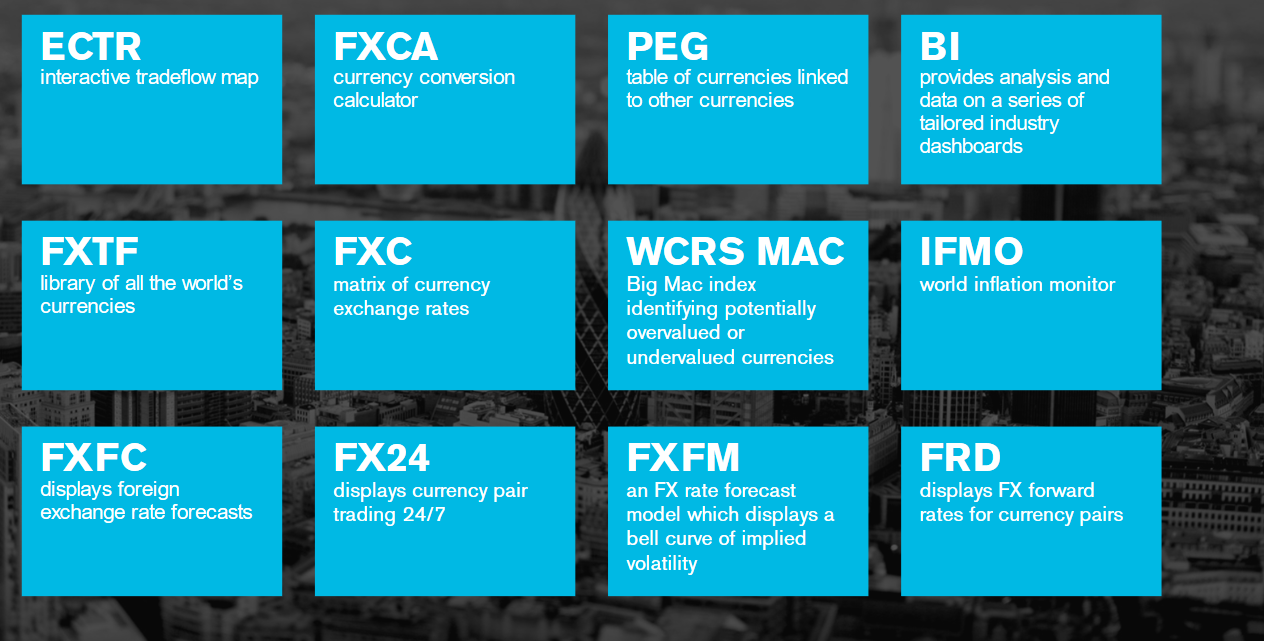 ECTR
interactive tradeflow map
FXCA
currency conversion
calculator
PEG
table of currencies linked
to other currencies
BI
provides analysis and
data on a series of
tailored industry
dashboards
FXTF
library of all the world's
currencies
FXC
matrix of currency
exchange rates
WCRS MAC
Big Mac index
identifying potentially
overvalued or
undervalued currencies
IFMO
world inflation monitor
FXFC
displays foreign
exchange rate forecasts
FX24
displays currency pair
trading 24/7
FXFM
an FX rate forecast
model which displays a
bell curve of implied
volatility
FRD
displays FX forward
rates for currency pairs